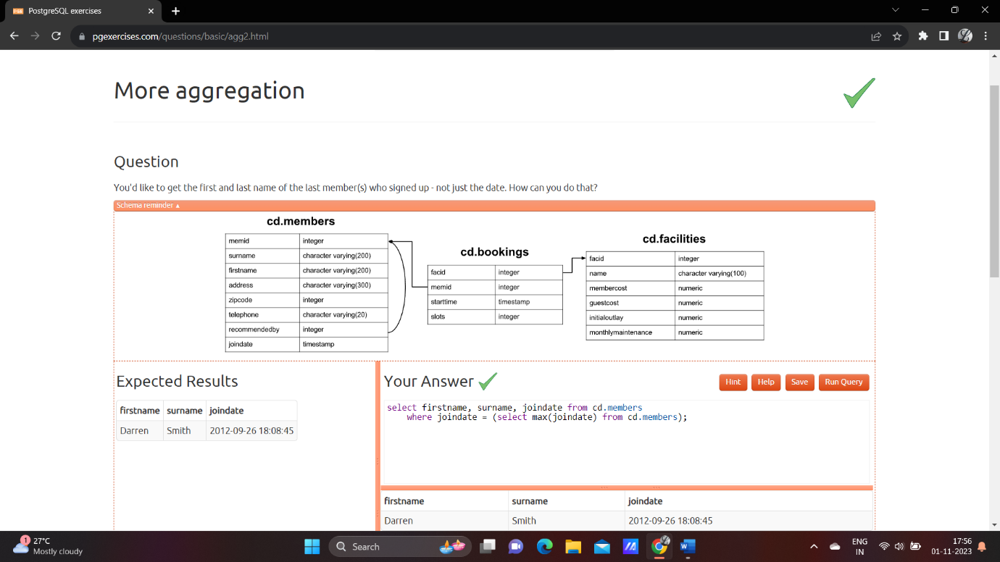 PostgreSQL exercises
pgexercises.com/questions/basic/agg2.html
More aggregation
Question
You'd like to get the first and last name of the last member(s) who signed up - not just the date. How can you do that?
Schema reminder ▴
cd.members
memid integer
surname character varying(200)
firstname character varying(200)
address character varying(300)
zipcode integer
telephone character varying(20)
recommendedby integer
joindate timestamp
cd.bookings
facid integer
memid integer
starttime timestamp
slots integer
cd.facilities
facid integer
name character varying(100)
membercost numeric
guestcost numeric
initialoutlay numeric
monthlymaintenance numeric
Expected Results
firstname surname joindate
Darren Smith 2012-09-26 18:08:45
Your Answer
Hint Help Save Run Query
select firstname, surname, joindate from cd.members
where joindate = (select max(joindate) from cd.members);
firstname surname joindate
Darren Smith 2012-09-26 18:08:45
1
27°C
Mostly cloudy
Search
W
ENG
IN
17:56
01-11-2023